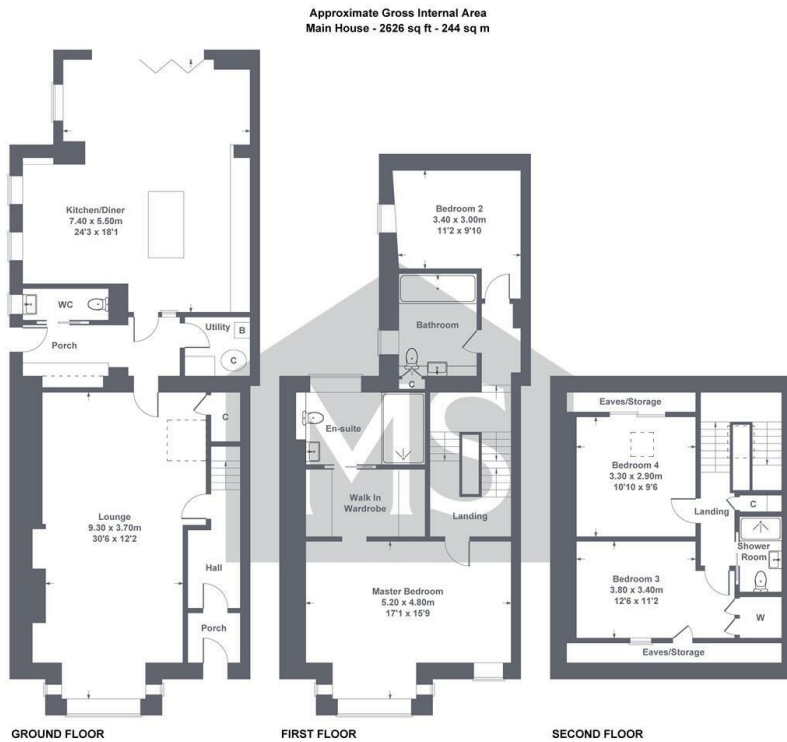 Approximate Gross Internal Area
Main House - 2626 sq ft - 244 sq m
Kitchen/Diner
7.40 x 5.50m
24'3 x 18'1
WC
Porch
Utility
B
C
Lounge
9.30 x 3.70m
30'6 x 12'2
C
Hall
Porch
GROUND FLOOR
Bedroom 2
3.40 x 3.00m
11'2 x 9'10
Bathroom
C
En-suite
MS
Walk In
Wardrobe
Landing
Master Bedroom
5.20 x 4.80m
17'1 x 15'9
FIRST FLOOR
Eaves/Storage
Bedroom 4
3.30 x 2.90m
10'10 x 9'6
Landing
C
Shower
Room
Bedroom 3
3.80 x 3.40m
12'6 x 11'2
W
Eaves/Storage
SECOND FLOOR